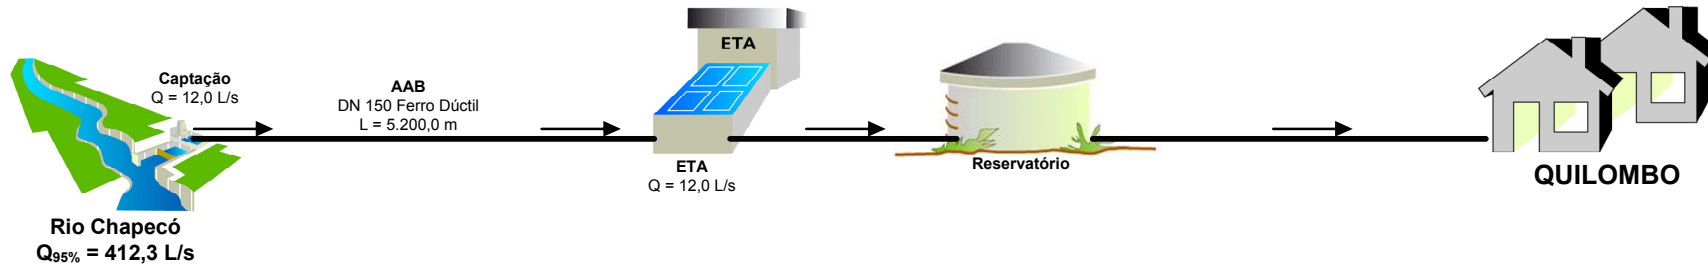 Captação
Q = 12,0 L/s
AAB
DN 150 Ferro Dúctil
L = 5.200,0 m
ETA
ETA
Q = 12,0 L/s
Reservatório
QUILOMBO
Rio Chapecó
Q95% = 412,3 L/s